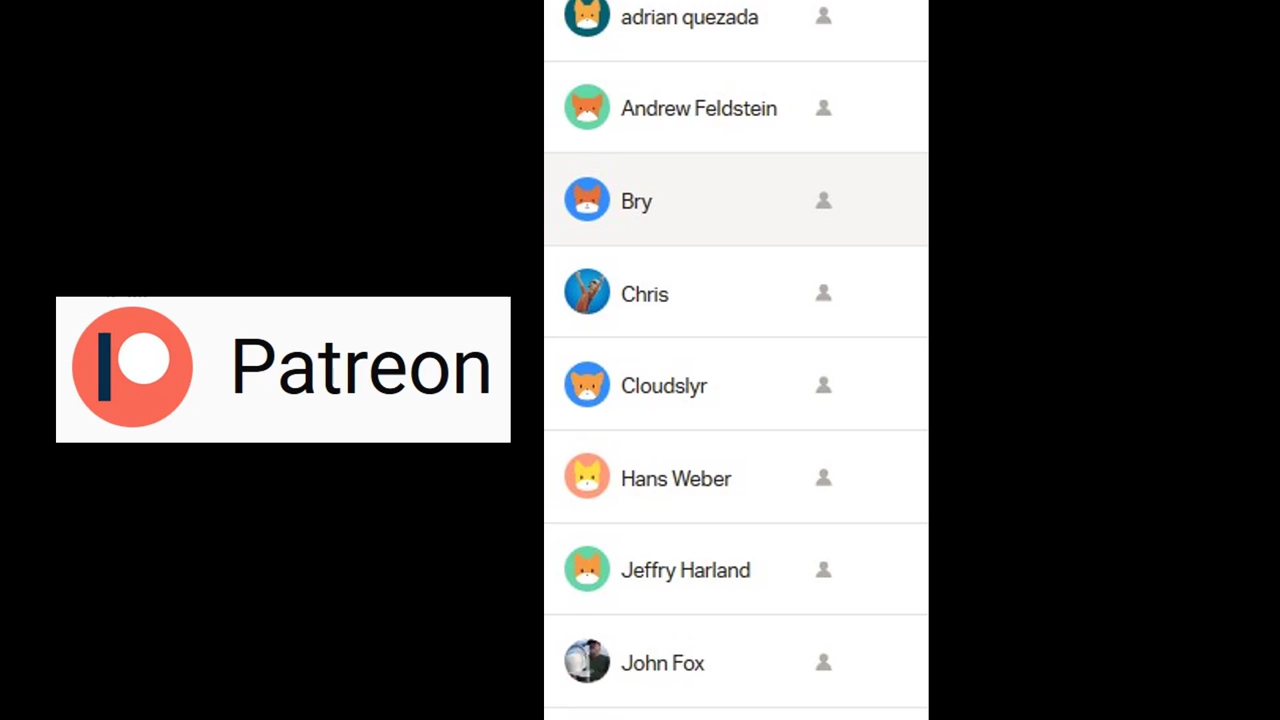 Patreon
adrian quezada
Andrew Feldstein
Bry
Chris
Cloudslyr
Hans Weber
Jeffry Harland
John Fox